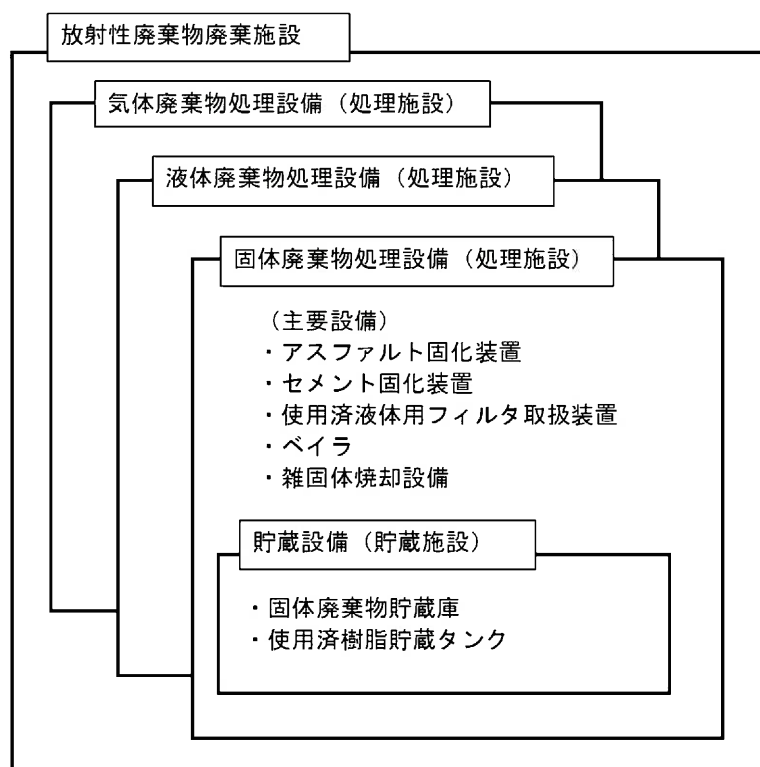 放射性廃棄物廃棄施設
気体廃棄物処理設備（処理施設）
液体廃棄物処理設備（処理施設）
固体廃棄物処理設備（処理施設）
（主要設備）
・アスファルト固化装置
・セメント固化装置
・使用済液体用フィルタ取扱装置
・ベイラ
・雑固体焼却設備
貯蔵設備（貯蔵施設）
・固体廃棄物貯蔵庫
・使用済樹脂貯蔵タンク